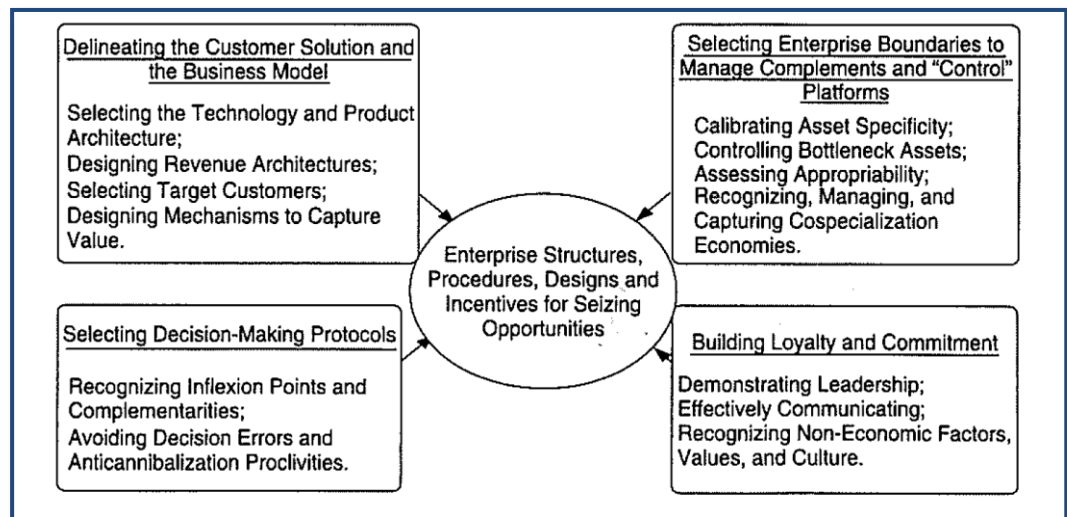 Delineating the Customer Solution and
the Business Model
Selecting the Technology and Product
Architecture;
Designing Revenue Architectures;
Selecting Target Customers;
Designing Mechanisms to Capture
Value.
Selecting Enterprise Boundaries to
Manage Complements and “Control”
Platforms
Calibrating Asset Specificity;
Controlling Bottleneck Assets;
Assessing Appropriability;
Recognizing, Managing, and
Capturing Cospecialization
Economies.
Enterprise Structures,
Procedures, Designs and
Incentives for Seizing
Opportunities
Selecting Decision-Making Protocols
Recognizing Inflexion Points and
Complementarities;
Avoiding Decision Errors and
Anticannibalization Proclivities.
Building Loyalty and Commitment
Demonstrating Leadership;
Effectively Communicating;
Recognizing Non-Economic Factors,
Values, and Culture.